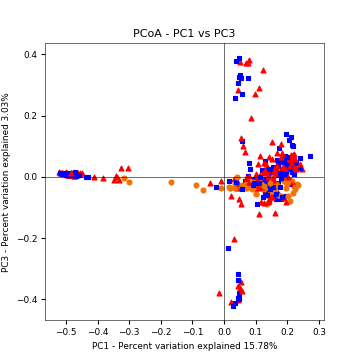 PCoA - PC1 vs PC3
PC3 - Percent variation explained 3.03%
0.4
0.2
0.0
−0.2
−0.4
−0.5 −0.4 −0.3 −0.2 −0.1 0.0 0.1 0.2 0.3
PC1 - Percent variation explained 15.78%